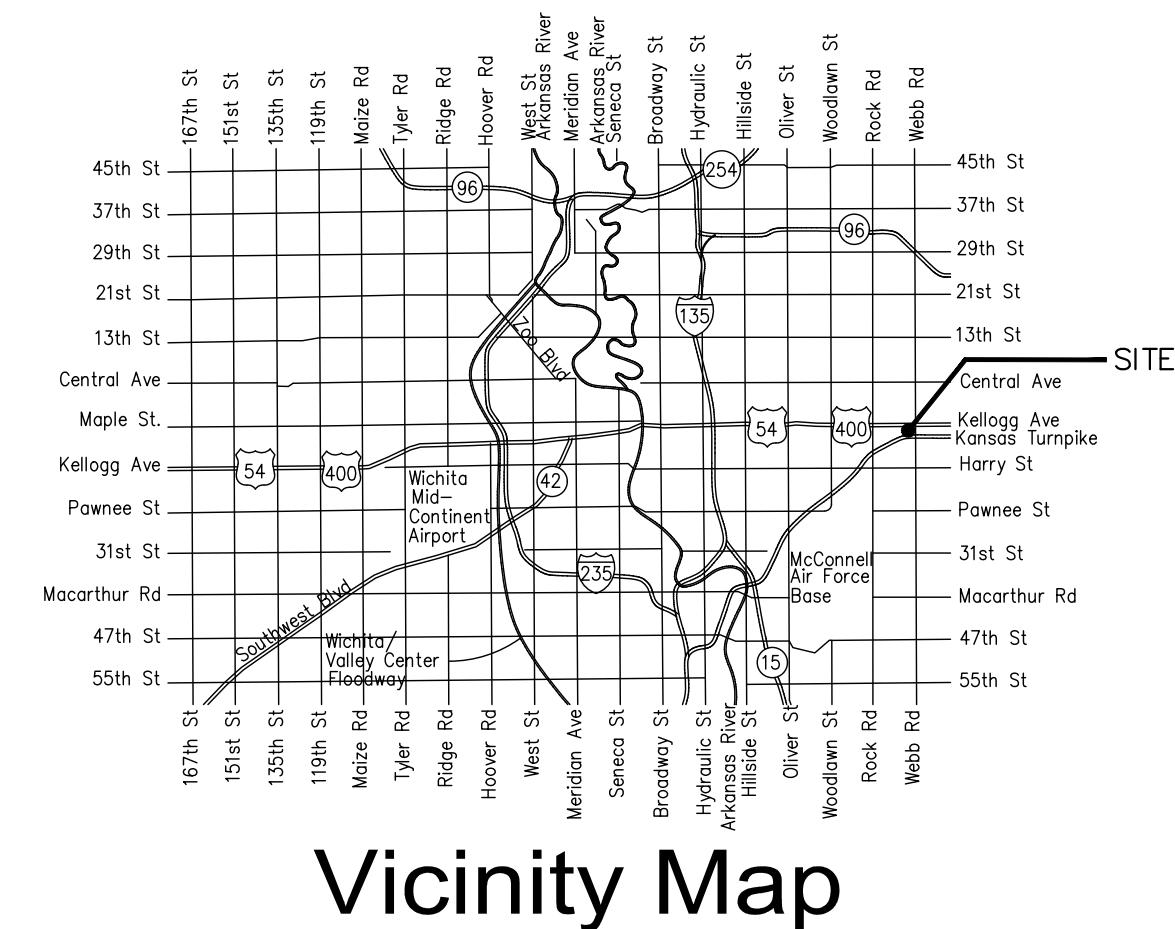 167th St
151st St
135th St
119th St
Maize Rd
Tyler Rd
Ridge Rd
Hoover Rd
West St
Arkansas River
Meridian Ave
Arkansas River
Seneca St
Broadway St
Hydraulic St
Hillside St
Oliver St
Woodlawn St
Rock Rd
Webb Rd
45th St
254
45th St
96
37th St
37th St
96
29th St
29th St
21st St
21st St
135
13th St
Zoo Blvd
13th St
SITE
Central Ave
Central Ave
Maple St.
54
400
Kellogg Ave
Kansas Turnpike
Kellogg Ave
54
400
Harry St
Wichita
Mid–
Continent
Airport
42
Pawnee St
Pawnee St
31st St
31st St
235
McConnell
Air Force
Base
Macarthur Rd
Macarthur Rd
Southwest Blvd
47th St
47th St
Wichita/
Valley Center
Floodway
15
55th St
55th St
167th St
151st St
135th St
119th St
Maize Rd
Tyler Rd
Ridge Rd
Hoover Rd
West St
Meridian Ave
Seneca St
Broadway St
Hydraulic St
Arkansas River
Hillside St
Oliver St
Woodlawn St
Rock Rd
Webb Rd
Vicinity Map